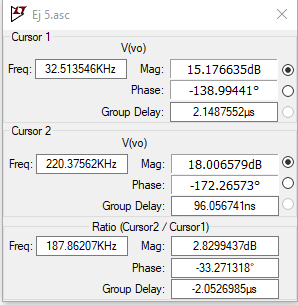 Ej 5.asc
Cursor 1
V(vo)
Freq: 32.513546KHz Mag: 15.176635dB
Phase: -138.99441°
Group Delay: 2.1487552µs
Cursor 2
V(vo)
Freq: 220.37562KHz Mag: 18.006579dB
Phase: -172.26573°
Group Delay: 96.056741ns
Ratio (Cursor2 / Cursor1)
Freq: 187.86207KHz Mag: 2.8299437dB
Phase: -33.271318°
Group Delay: -2.0526985µs